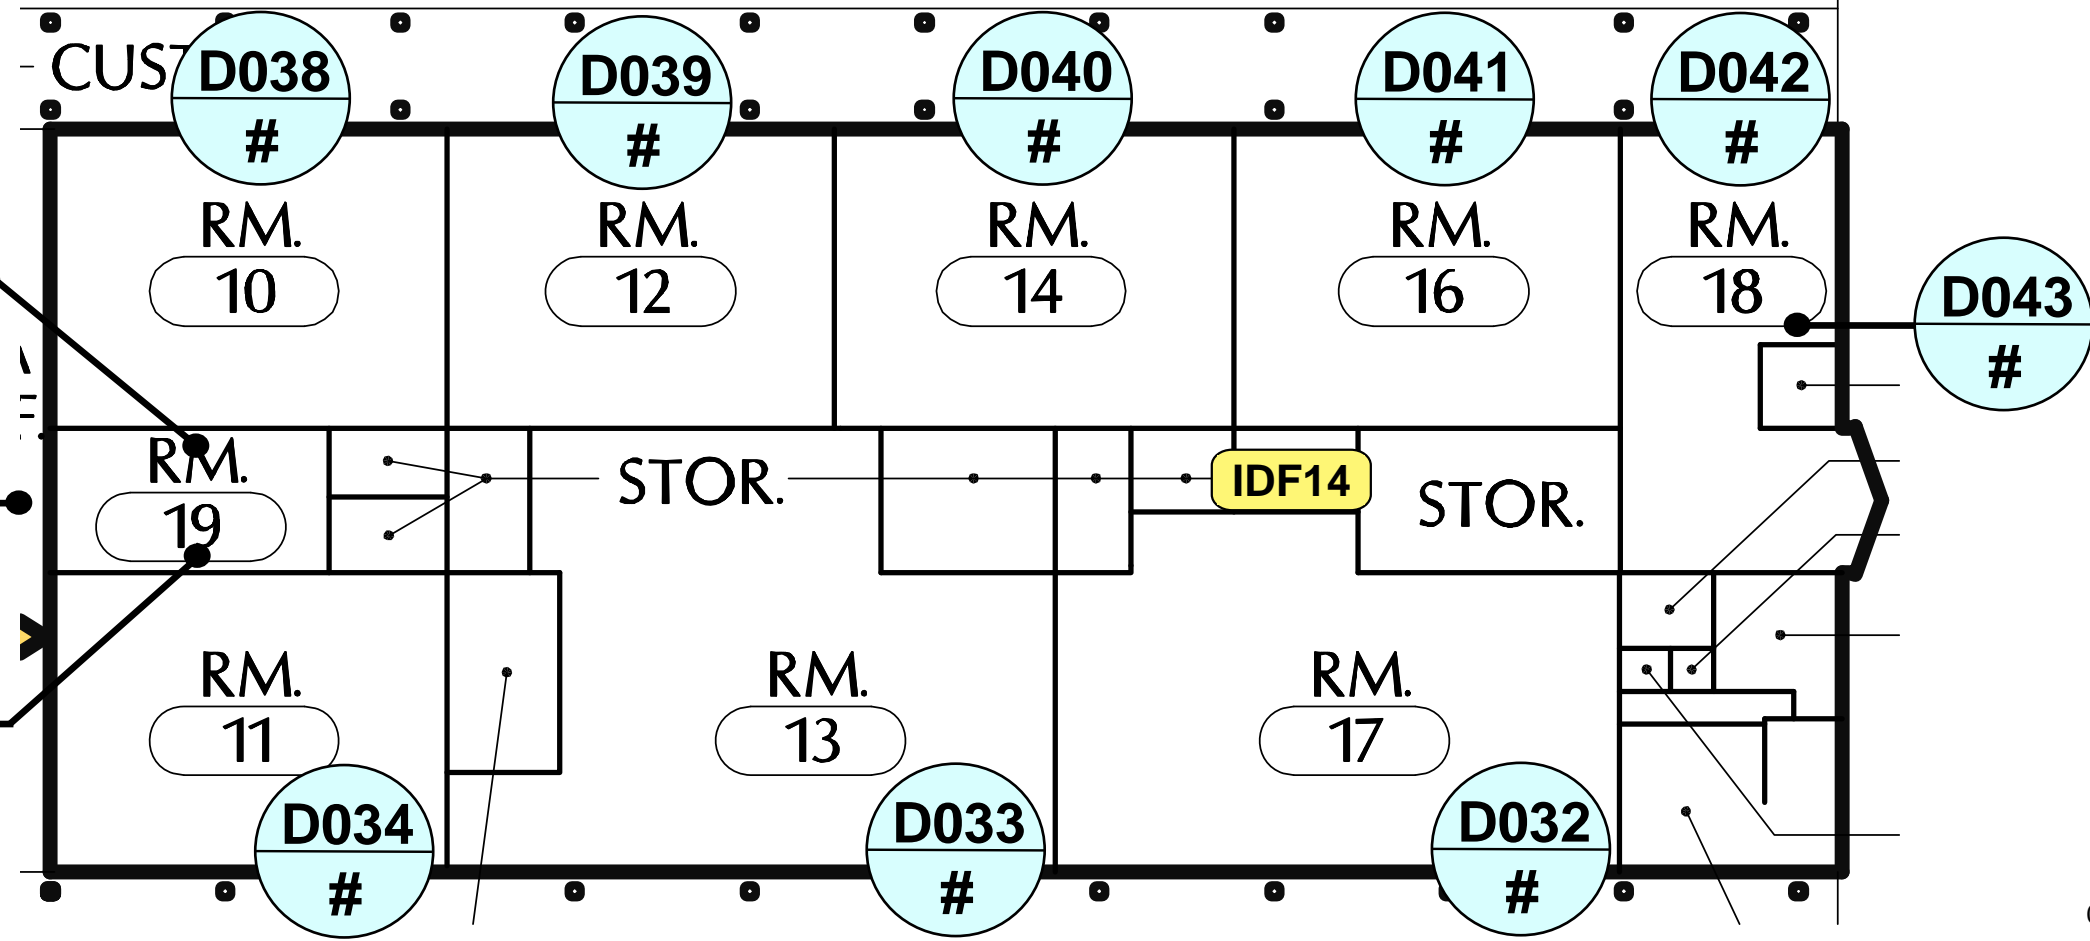 CUST
D038
#
D039
#
D040
#
D041
#
D042
#
RM.
10
RM.
12
RM.
14
RM.
16
RM.
18
D043
#
RM.
19
STOR.
IDF14
STOR.
RM.
11
RM.
13
RM.
17
D034
#
D033
#
D032
#